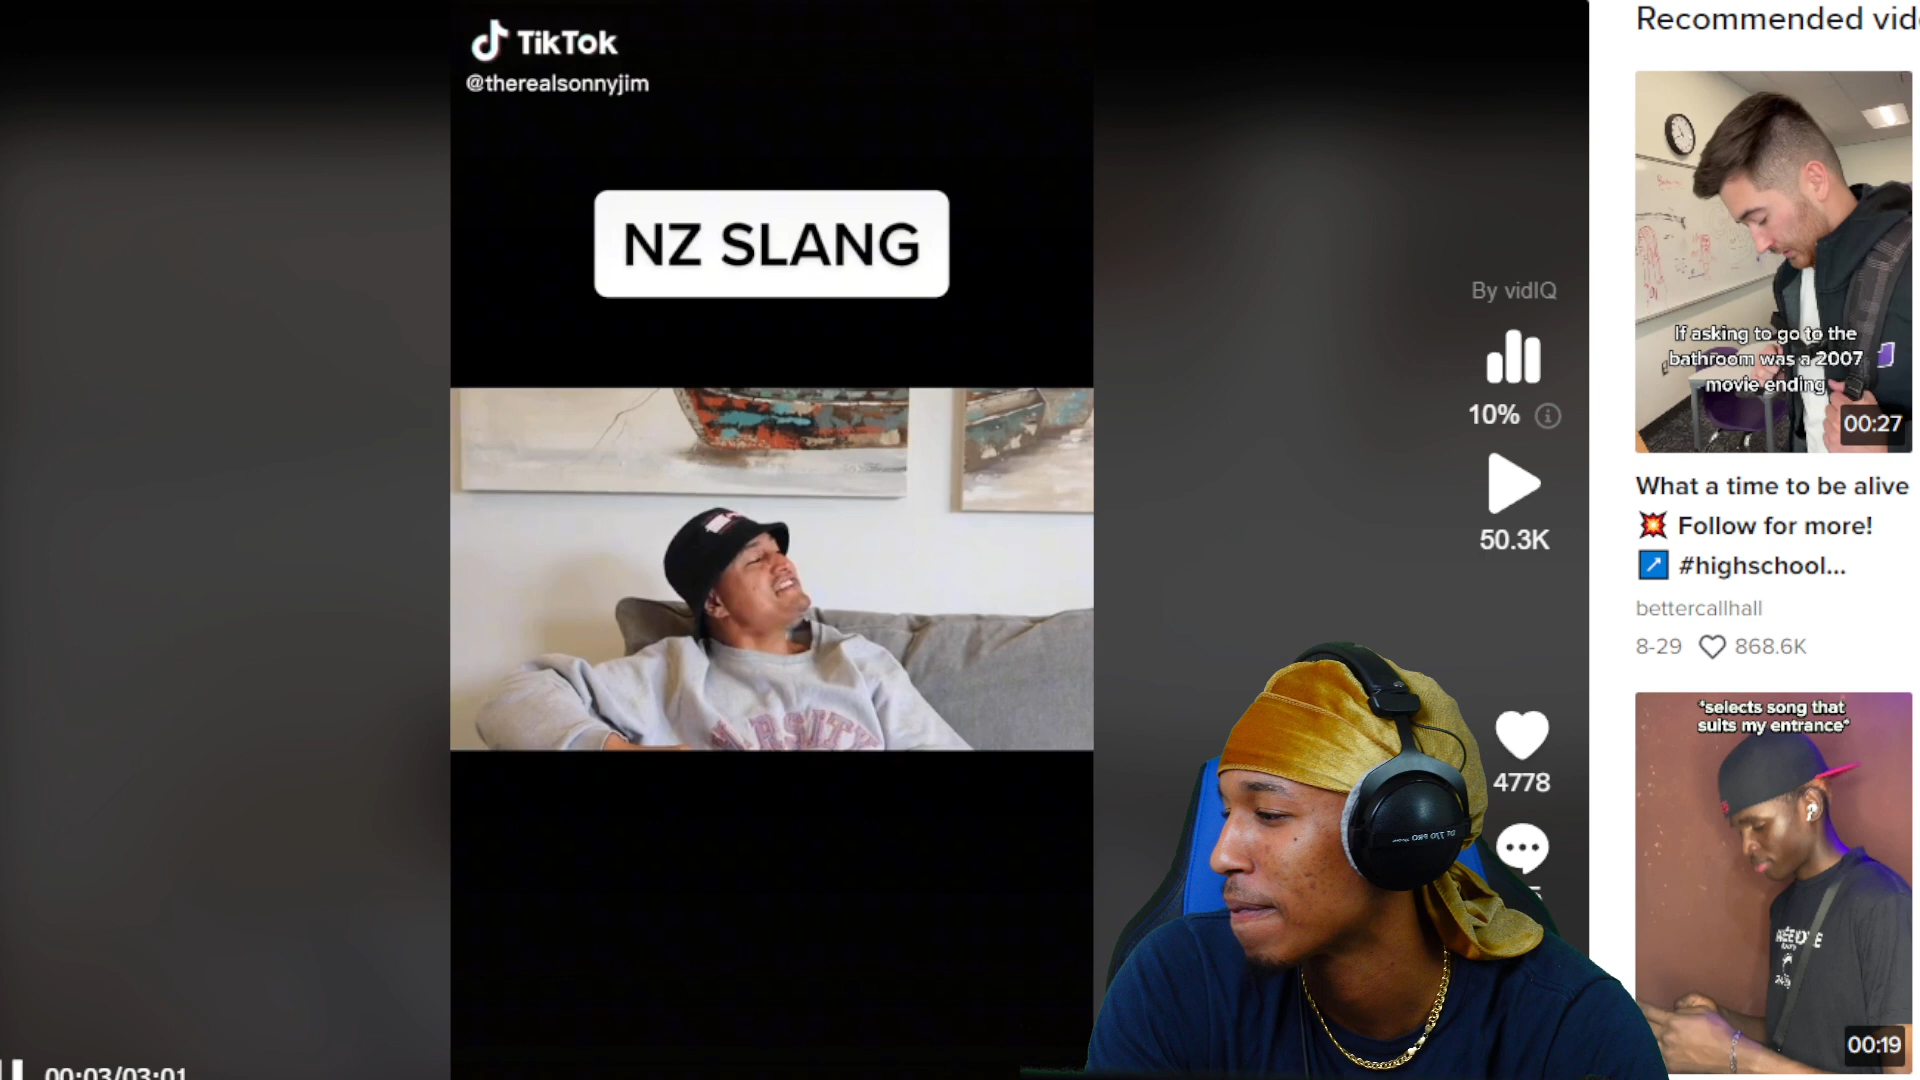 TikTok
@therealsonnyjim
NZ SLANG
By vidIQ
10%
50.3K
4778
00:03/03:01
Recommended vid
If asking to go to the
bathroom was a 2007
movie ending
00:27
What a time to be alive
💥 Follow for more!
↗️ #highschool...
bettercallhall
8-29 868.6K
*selects song that
suits my entrance*
00:19